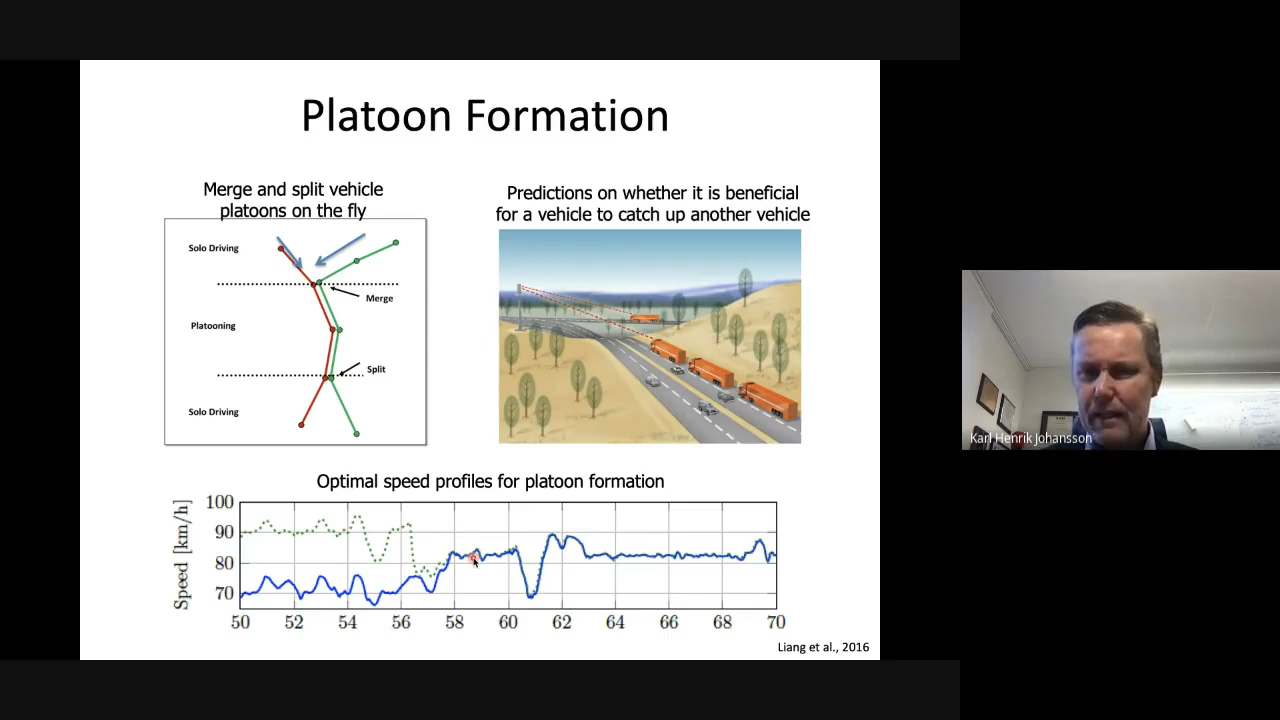 Platoon Formation
Merge and split vehicle
platoons on the fly
Solo Driving
Merge
Platooning
Split
Solo Driving
Predictions on whether it is beneficial
for a vehicle to catch up another vehicle
Optimal speed profiles for platoon formation
Speed [km/h]
100
90
80
70
50 52 54 56 58 60 62 64 66 68 70
Liang et al., 2016
Karl Henrik Johansson